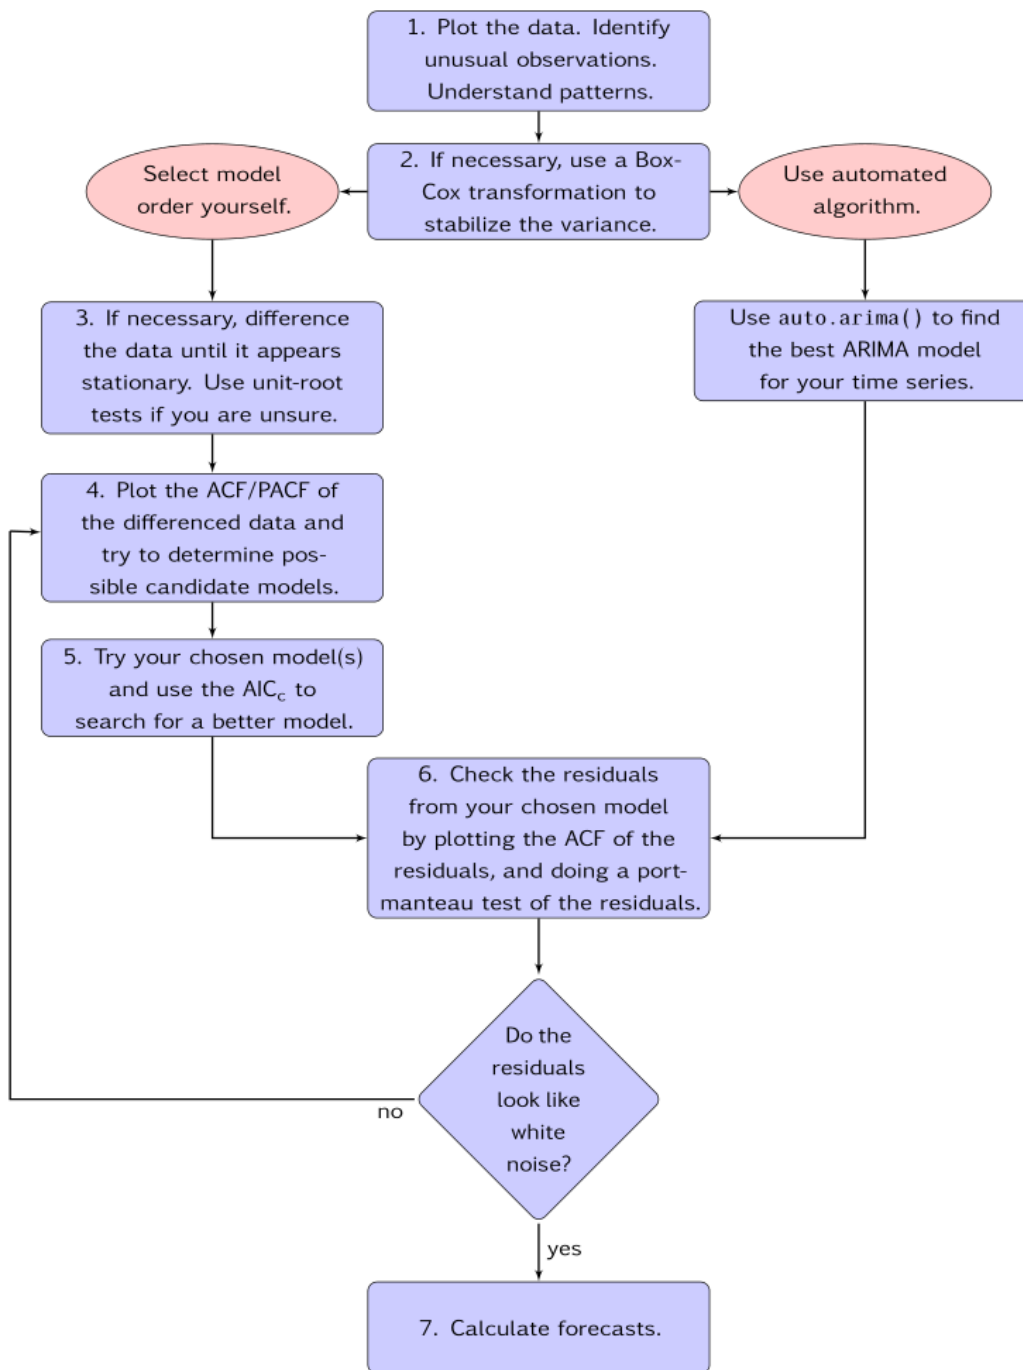 1. Plot the data. Identify
unusual observations.
Understand patterns.
Select model
order yourself.
2. If necessary, use a Box-
Cox transformation to
stabilize the variance.
Use automated
algorithm.
3. If necessary, difference
the data until it appears
stationary. Use unit-root
tests if you are unsure.
Use auto.arima() to find
the best ARIMA model
for your time series.
4. Plot the ACF/PACF of
the differenced data and
try to determine pos-
sible candidate models.
5. Try your chosen model(s)
and use the AICc to
search for a better model.
6. Check the residuals
from your chosen model
by plotting the ACF of the
residuals, and doing a port-
manteau test of the residuals.
Do the
residuals
look like
white
noise?
no
yes
7. Calculate forecasts.